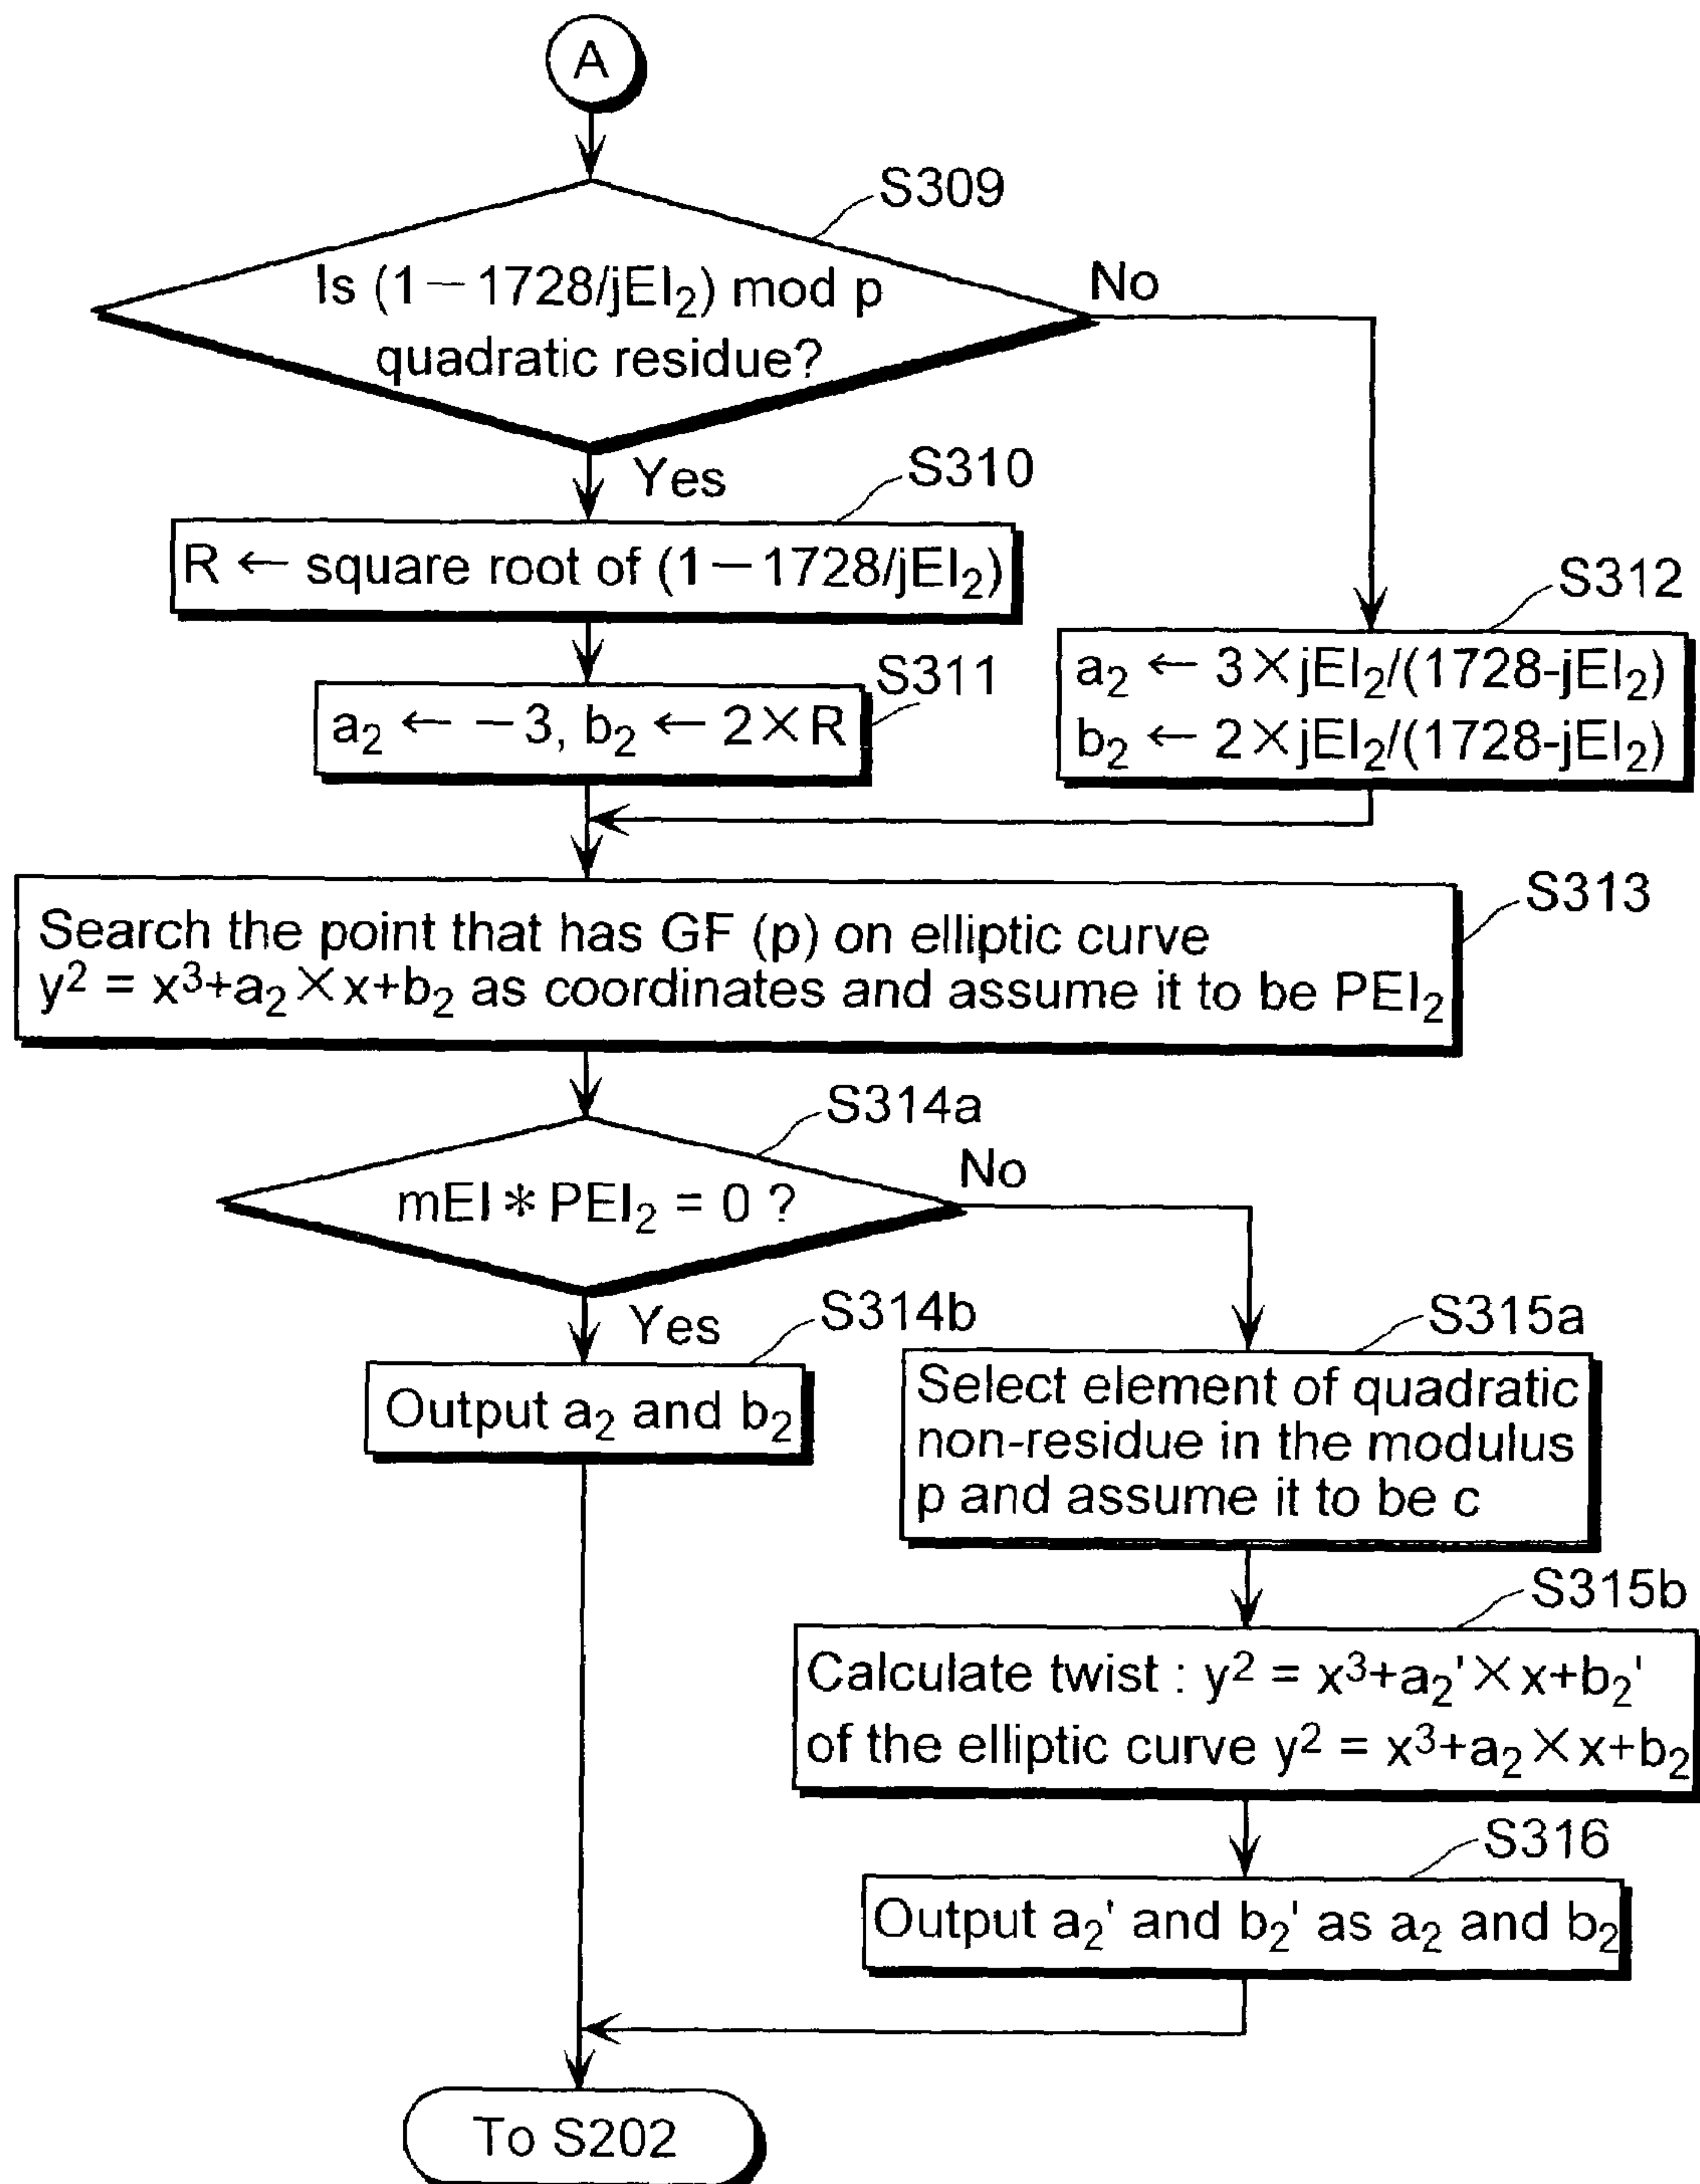 A
S309
Is (1－1728/jEI₂) mod p
quadratic residue?
No
Yes
S310
R ← square root of (1－1728/jEI₂)
S312
a₂ ← 3×jEI₂/(1728-jEI₂)
b₂ ← 2×jEI₂/(1728-jEI₂)
S311
a₂ ← －3, b₂ ← 2×R
S313
Search the point that has GF (p) on elliptic curve
y² = x³+a₂×x+b₂ as coordinates and assume it to be PEI₂
S314a
mEI＊PEI₂ = 0 ?
No
Yes
S314b
Output a₂ and b₂
S315a
Select element of quadratic
non-residue in the modulus
p and assume it to be c
S315b
Calculate twist : y² = x³+a₂'×x+b₂'
of the elliptic curve y² = x³+a₂×x+b₂
S316
Output a₂' and b₂' as a₂ and b₂
To S202